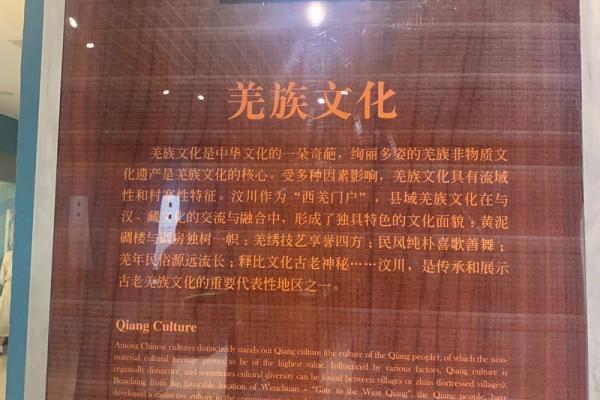 羌族文化
羌族文化是中华文化的一朵奇葩，绚丽多姿的羌族非物质文
化遗产是羌族文化的核心。受多种因素影响，羌族文化具有流域
性和村寨性特征。汶川作为“西羌门户”，县域羌族文化在与
汉、藏文化的交流与融合中，形成了独具特色的文化面貌：黄泥
碉楼与碉房独树一帜；羌绣技艺享誉四方；民风纯朴喜歌善舞；
羌年民俗源远流长；释比文化古老神秘……汶川，是传承和展示
古老羌族文化的重要代表性地区之一。
Qiang Culture
Among Chinese cultures distinctively stands out Qiang culture (the culture of the Qiang people), of which the non-
material cultural heritage proves to be of the highest value. Influenced by various factors, Qiang culture is
regionally distinctive, and sometimes cultural diversity can be found between villages or zhais (fortressed villages).
Benefiting from the favorable location of Wenchuan - "Gate to the West Qiang", the Qiang people, have
developed a distinctive culture in the